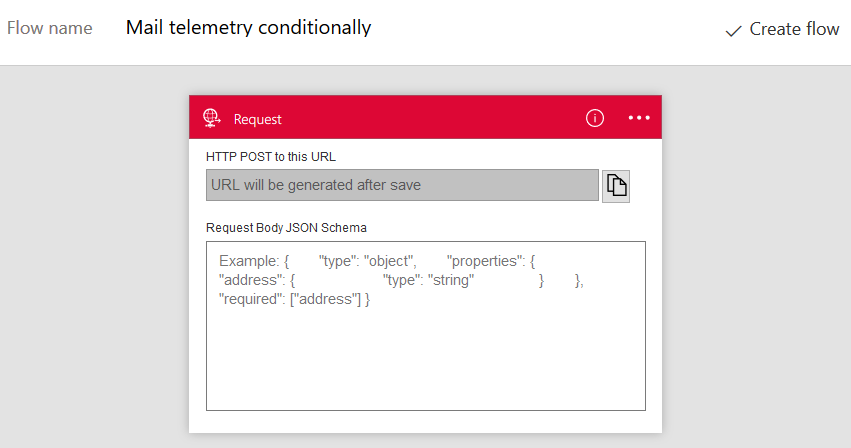 Flow name Mail telemetry conditionally Create flow
Request
HTTP POST to this URL
URL will be generated after save
Request Body JSON Schema
Example: { "type": "object", "properties": {
"address": { "type": "string" } },
"required": ["address"] }